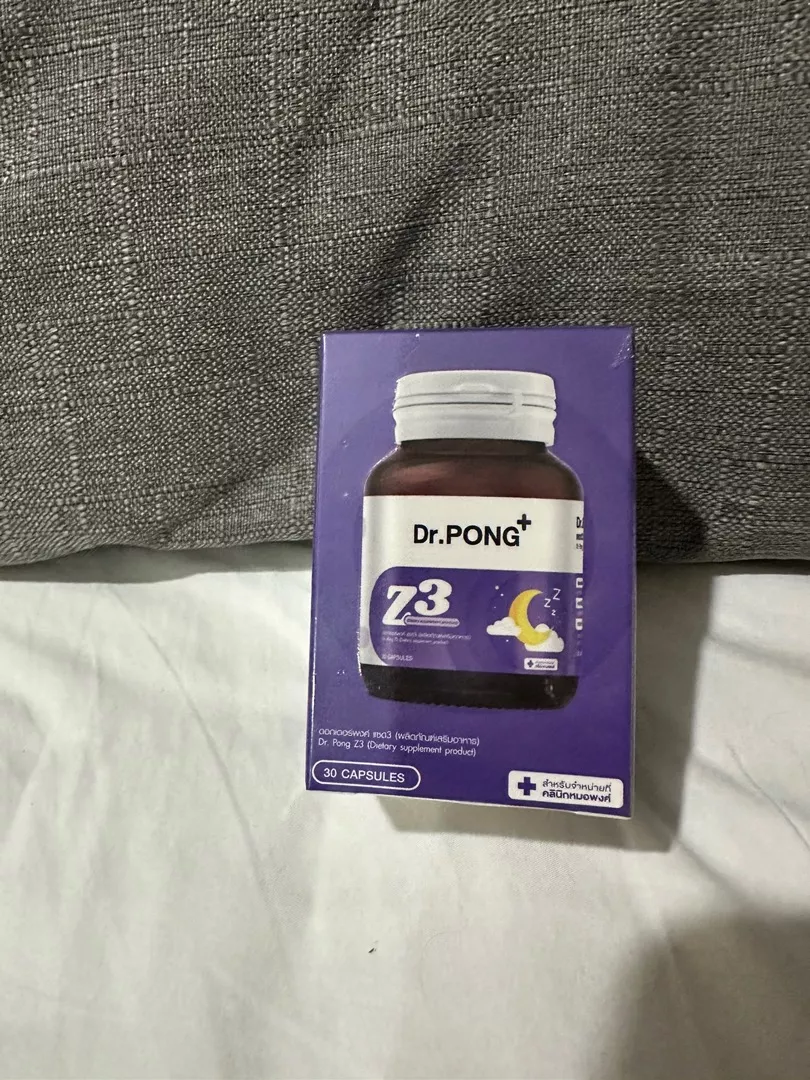 Dr.PONG+
Z3
z z z
30 CAPSULES
ดอกเตอร์พงศ์ แซด3 (ผลิตภัณฑ์เสริมอาหาร)
Dr. Pong Z3 (Dietary supplement product)
30 CAPSULES
สำหรับจำหน่ายที่
คลินิกหมอพงศ์